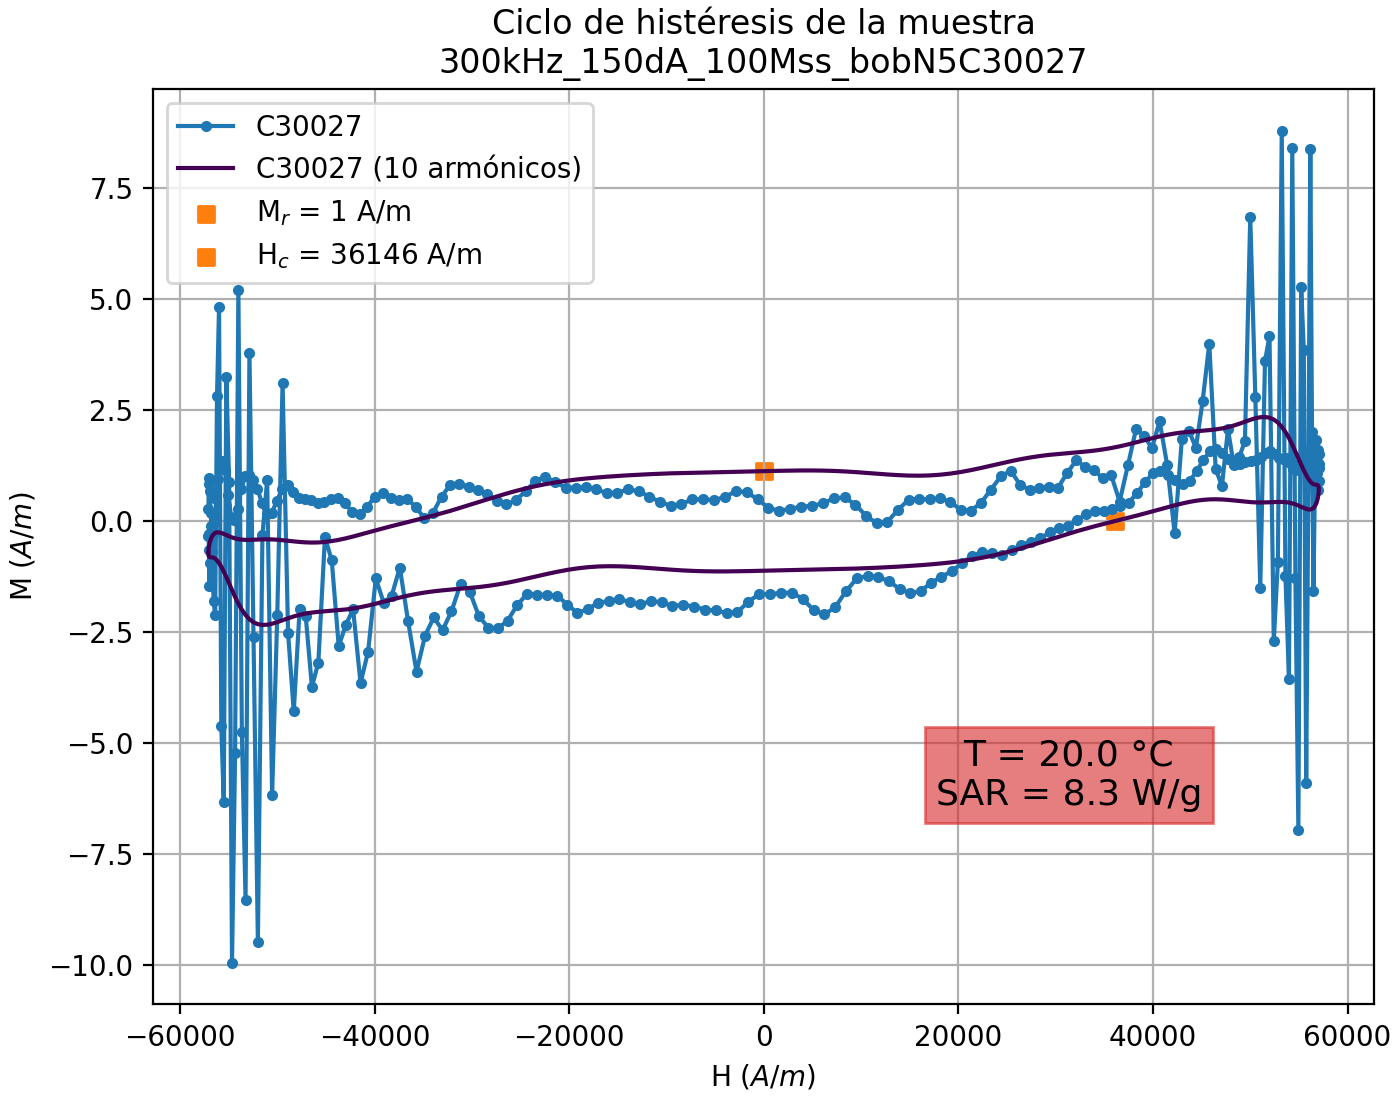 Ciclo de histéresis de la muestra
300kHz_150dA_100Mss_bobN5C30027
C30027
C30027 (10 armónicos)
Mᵣ = 1 A/m
H_c = 36146 A/m
7.5
5.0
2.5
0.0
−2.5
−5.0
−7.5
−10.0
M (A/m)
T = 20.0 °C
SAR = 8.3 W/g
−60000 −40000 −20000 0 20000 40000 60000
H (A/m)